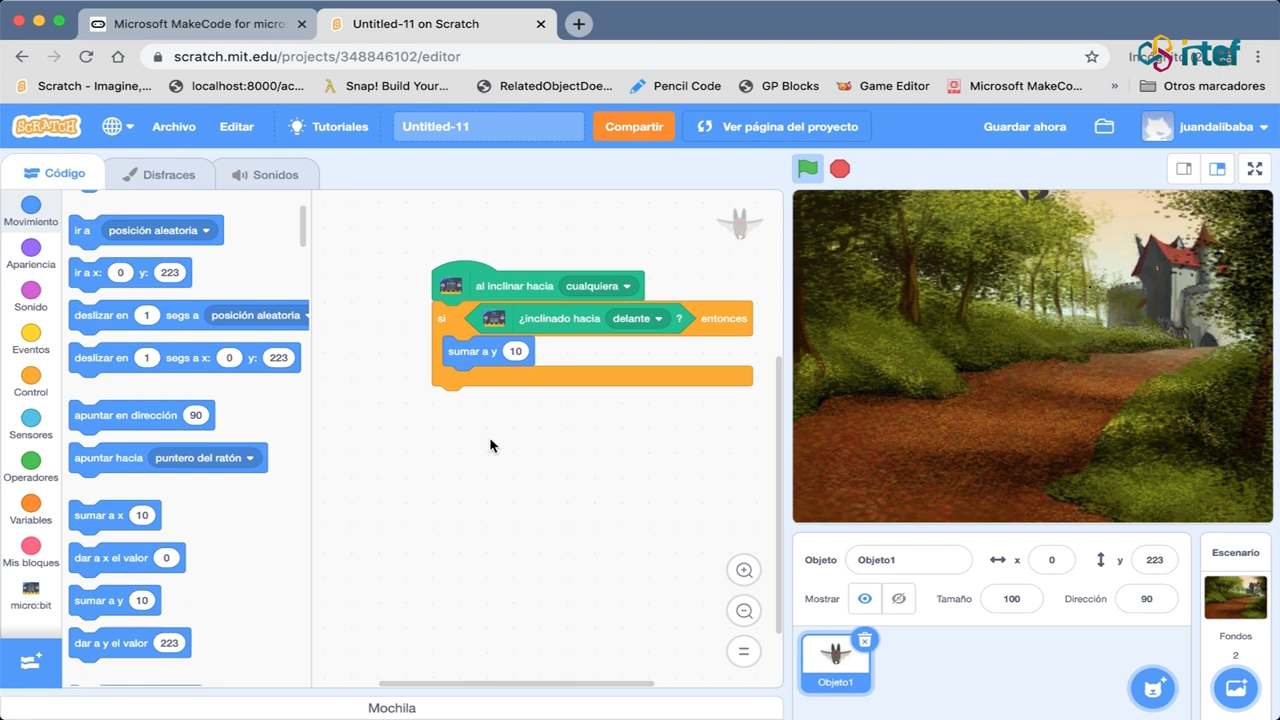 Microsoft MakeCode for micro:
Untitled-11 on Scratch
scratch.mit.edu/projects/348846102/editor
intef
Scratch - Imagine,...
localhost:8000/ac...
Snap! Build Your...
RelatedObjectDoe...
Pencil Code
GP Blocks
Game Editor
Microsoft MakeCo...
»
Otros marcadores
SCRATCH
Archivo
Editar
Tutoriales
Untitled-11
Compartir
Ver página del proyecto
Guardar ahora
juandalibaba
Código
Disfraces
Sonidos
Movimiento
Apariencia
Sonido
Eventos
Control
Sensores
Operadores
Variables
Mis bloques
micro:bit
ir a posición aleatoria
ir a x: 0 y: 223
deslizar en 1 segs a posición aleatoria
deslizar en 1 segs a x: 0 y: 223
apuntar en dirección 90
apuntar hacia puntero del ratón
sumar a x 10
dar a x el valor 0
sumar a y 10
dar a y el valor 223
al inclinar hacia cualquiera
si ¿inclinado hacia delante ? entonces
sumar a y 10
Objeto Objeto1 x 0 y 223
Mostrar Tamaño 100 Dirección 90
Objeto1
Escenario
Fondos
2
Mochila